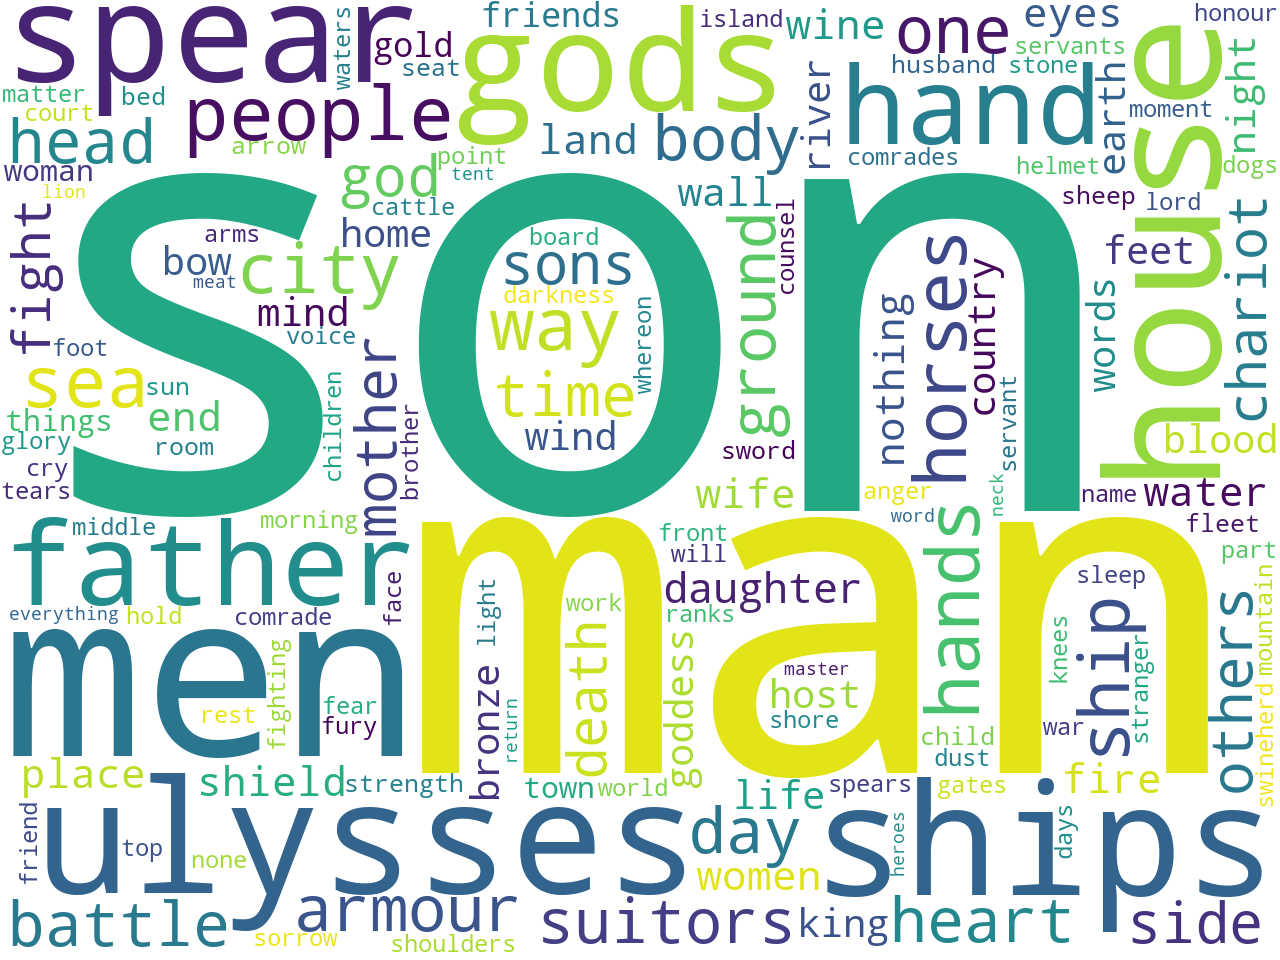 spear
gods
friends
island
wine
one
eyes
honour
waters
gold
seat
servants
husband
stone
matter
bed
court
people
hand
house
river
earth
moment
night
head
arrow
land
body
point
tent
comrades
helmet
dogs
woman
lion
god
cattle
wall
sheep
lord
son
fight
arms
bow
meat
home
city
board
sons
darkness
way
whereon
ground
counsel
horses
country
feet
chariot
words
mind
voice
foot
sea
sun
mother
time
nothing
things
end
children
wind
glory
room
cry
tears
brother
sword
servant
blood
wife
anger
neck
name
water
middle
morning
word
fleet
father
front
will
man
hands
part
face
light
daughter
sleep
everything
hold
comrade
work
ranks
ship
others
mountain
men
fighting
bronze
death
goddess
master
host
knees
stranger
rest
fear
fury
return
shore
child
war
dust
swineherd
place
shield
strength
town
world
life
spears
gates
fire
friend
ulysses
day
ships
heroes
days
top
none
women
battle
armour
suitors
king
heart
side
sorrow
shoulders